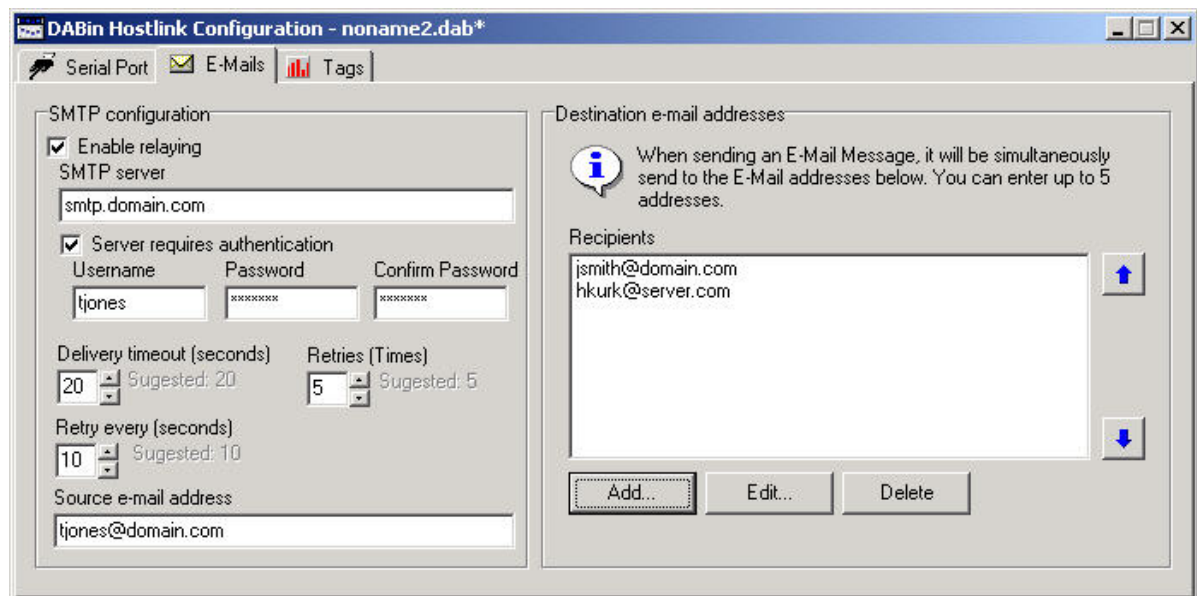 DABin Hostlink Configuration - noname2.dab*
Serial Port E-Mails Tags
SMTP configuration
Enable relaying
SMTP server
smtp.domain.com
Server requires authentication
Username Password Confirm Password
tjones ******* *******
Delivery timeout (seconds) Retries (Times)
20 Sugested: 20 5 Sugested: 5
Retry every (seconds)
10 Sugested: 10
Source e-mail address
tjones@domain.com
Destination e-mail addresses
When sending an E-Mail Message, it will be simultaneously
send to the E-Mail addresses below. You can enter up to 5
addresses.
Recipients
jsmith@domain.com
hkurk@server.com
Add... Edit... Delete